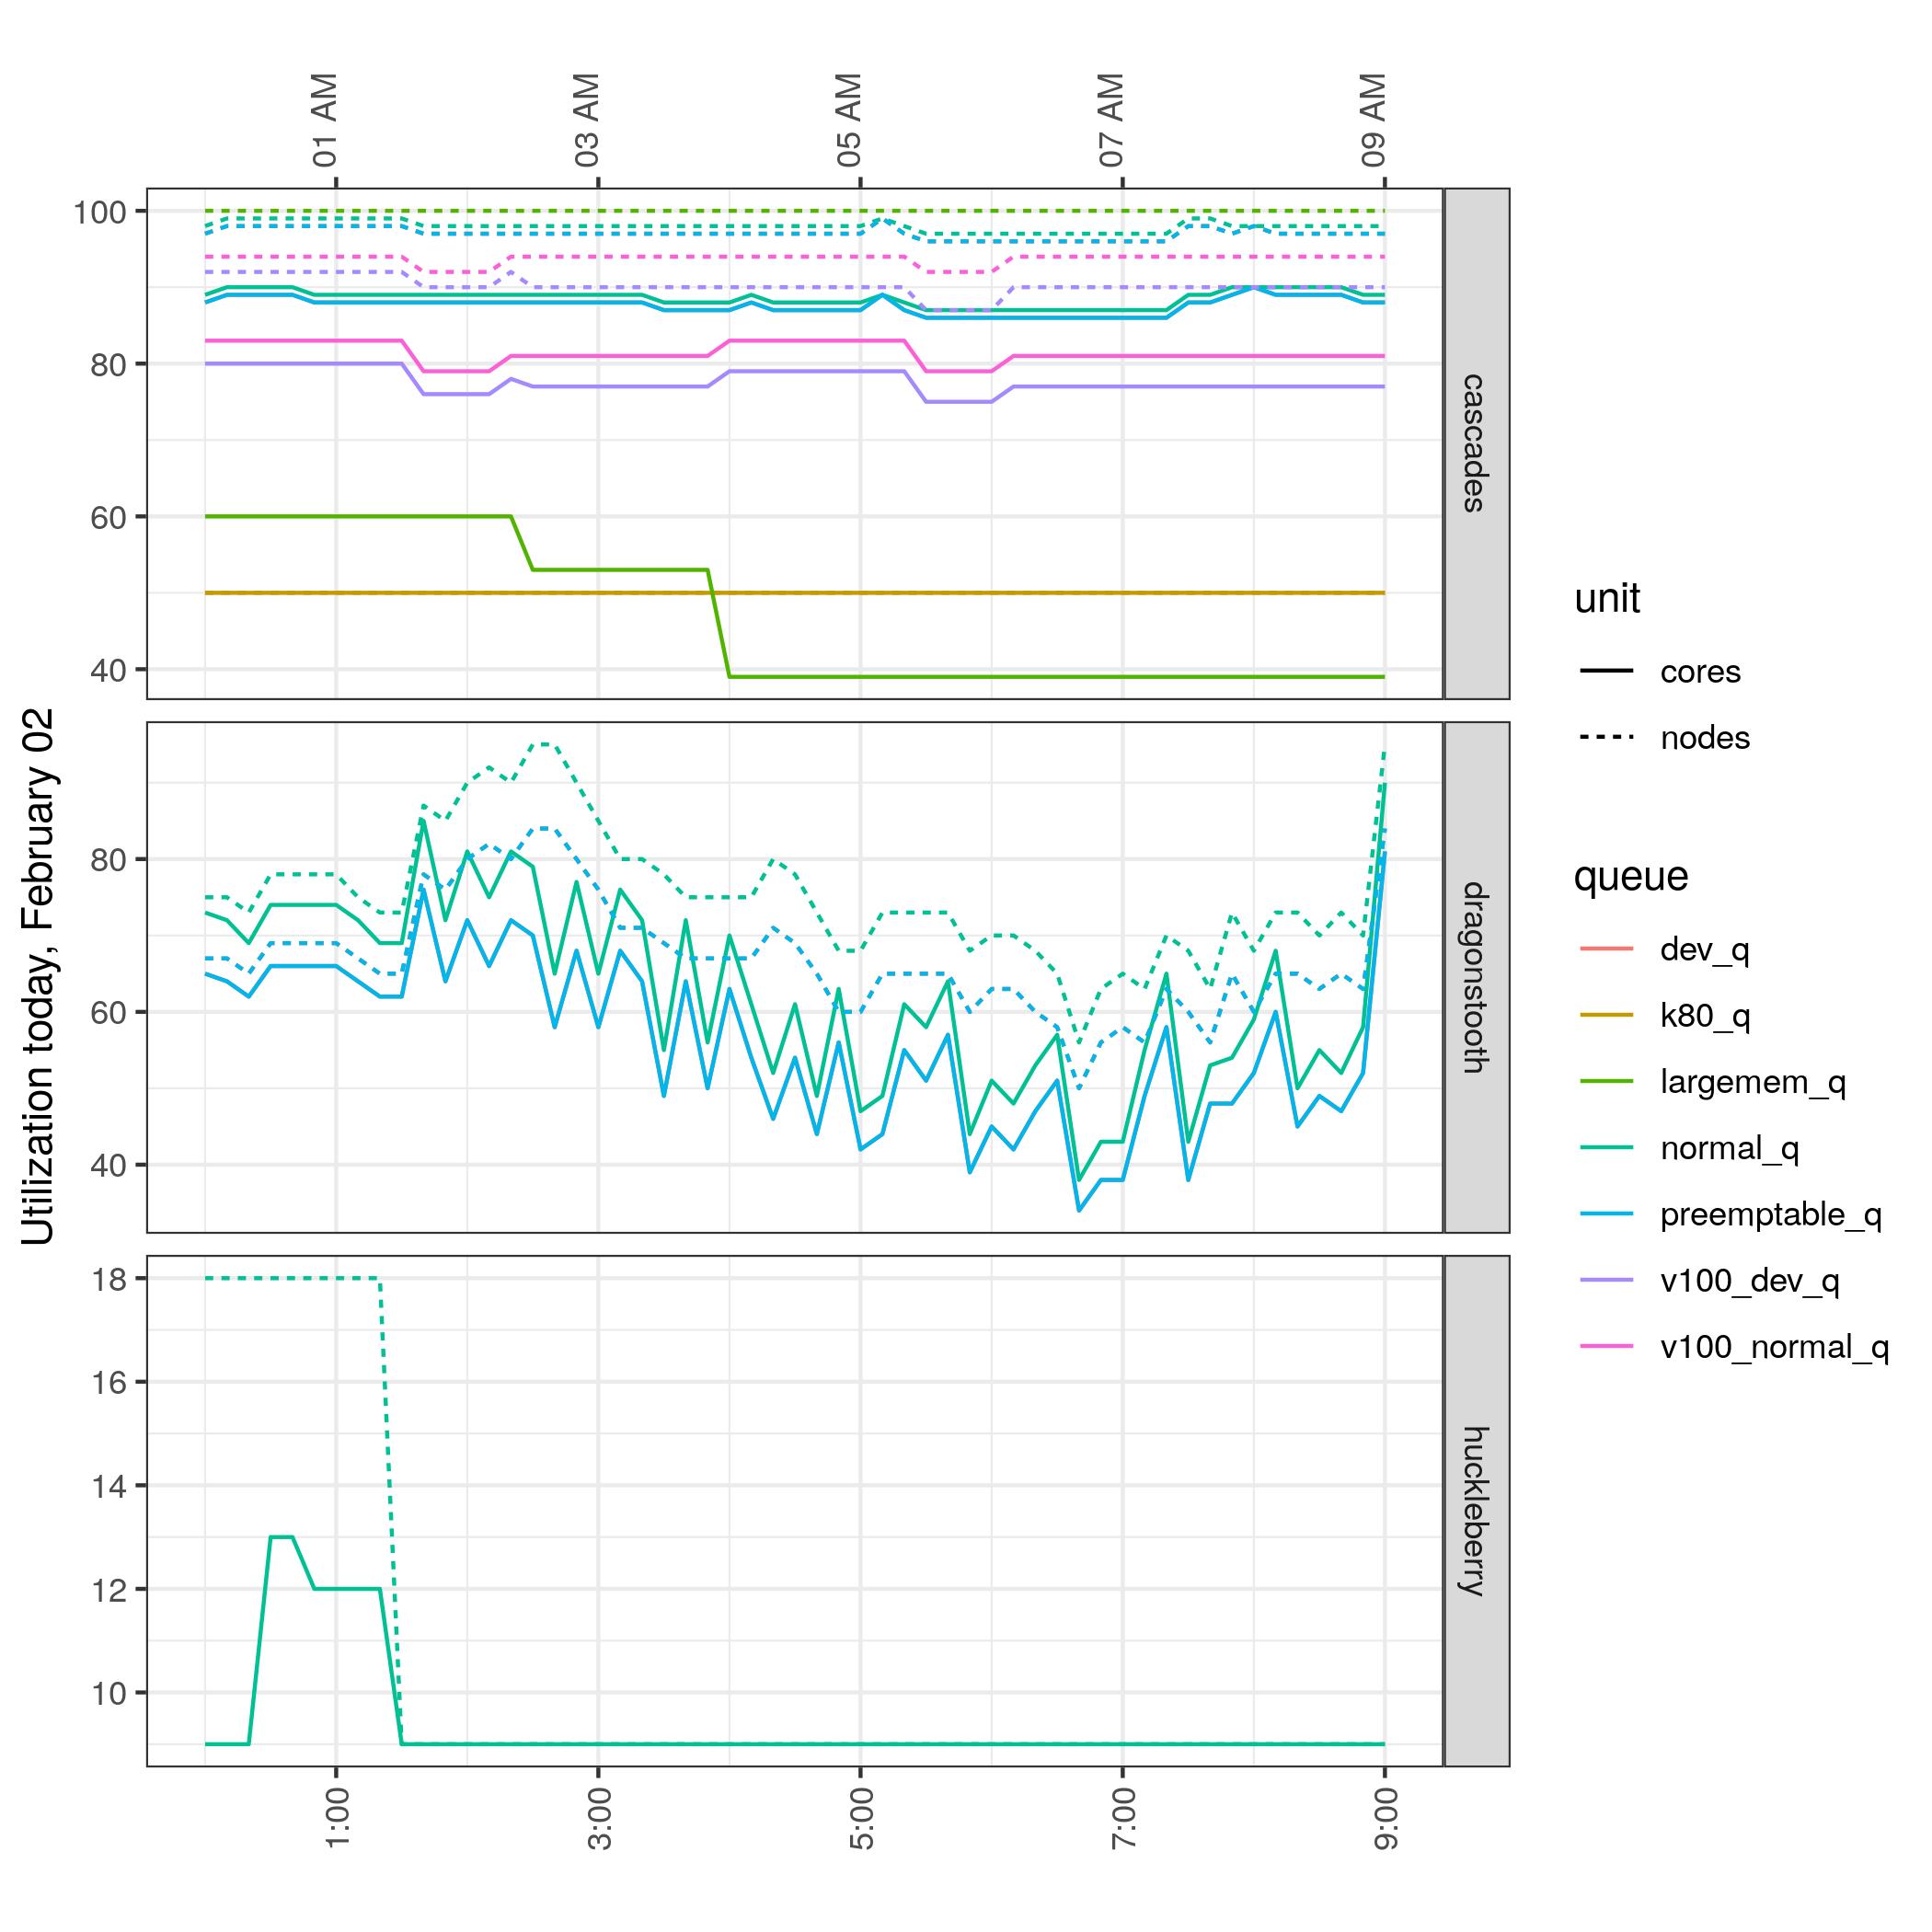 01 AM
03 AM
05 AM
07 AM
09 AM
Utilization today, February 02
100
80
60
40
cascades
80
60
40
dragonstooth
18
16
14
12
10
huckleberry
1:00
3:00
5:00
7:00
9:00
unit
cores
nodes
queue
dev_q
k80_q
largemem_q
normal_q
preemptable_q
v100_dev_q
v100_normal_q